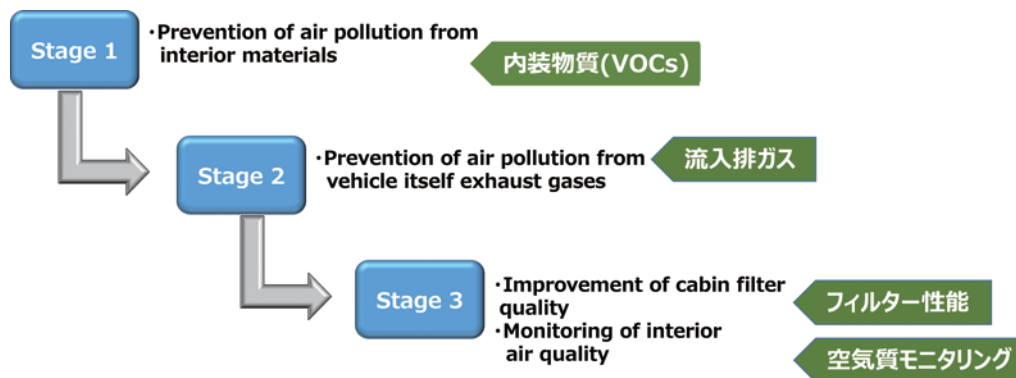 Stage 1
・Prevention of air pollution from
interior materials
内装物質(VOCs)
Stage 2
・Prevention of air pollution from
vehicle itself exhaust gases
流入排ガス
Stage 3
・Improvement of cabin filter
quality
・Monitoring of interior
air quality
フィルター性能
空気質モニタリング